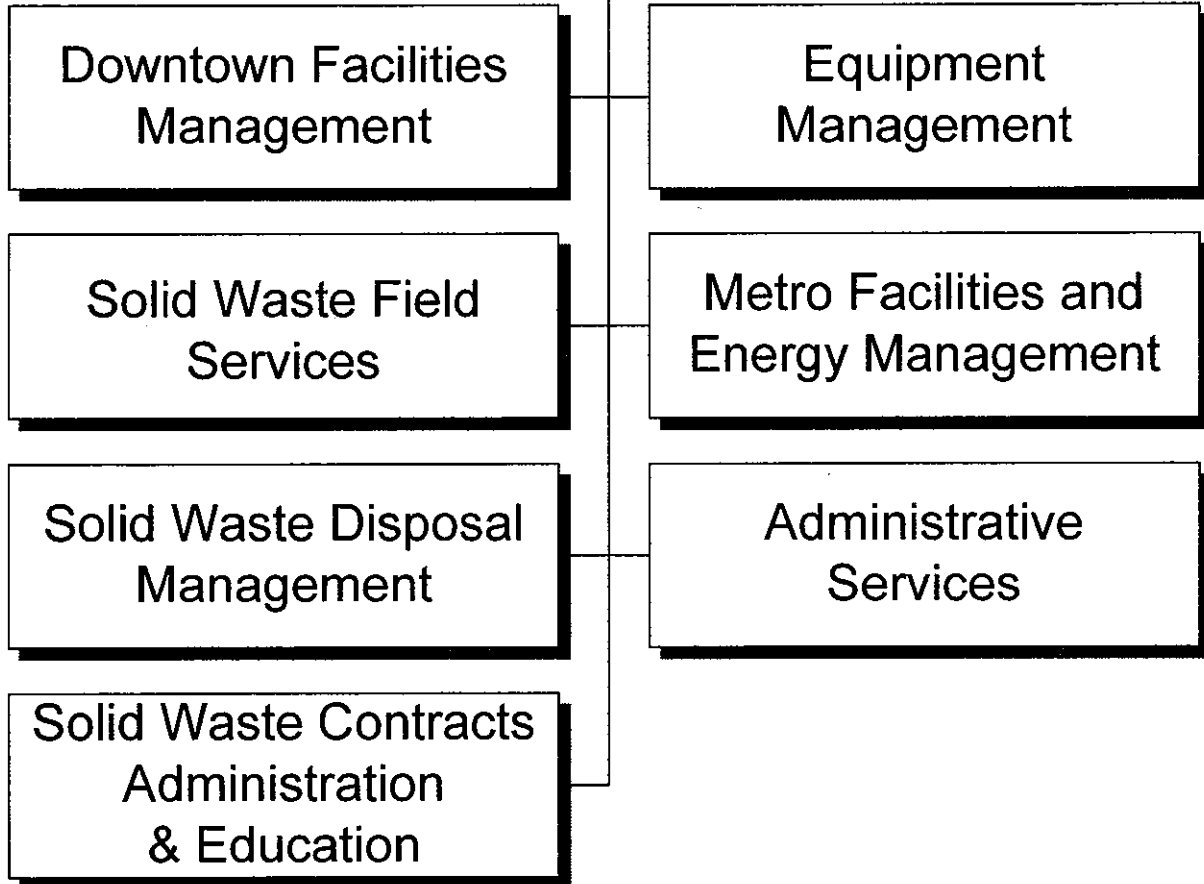 Downtown Facilities
Management
Equipment
Management
Solid Waste Field
Services
Metro Facilities and
Energy Management
Solid Waste Disposal
Management
Administrative
Services
Solid Waste Contracts
Administration
& Education